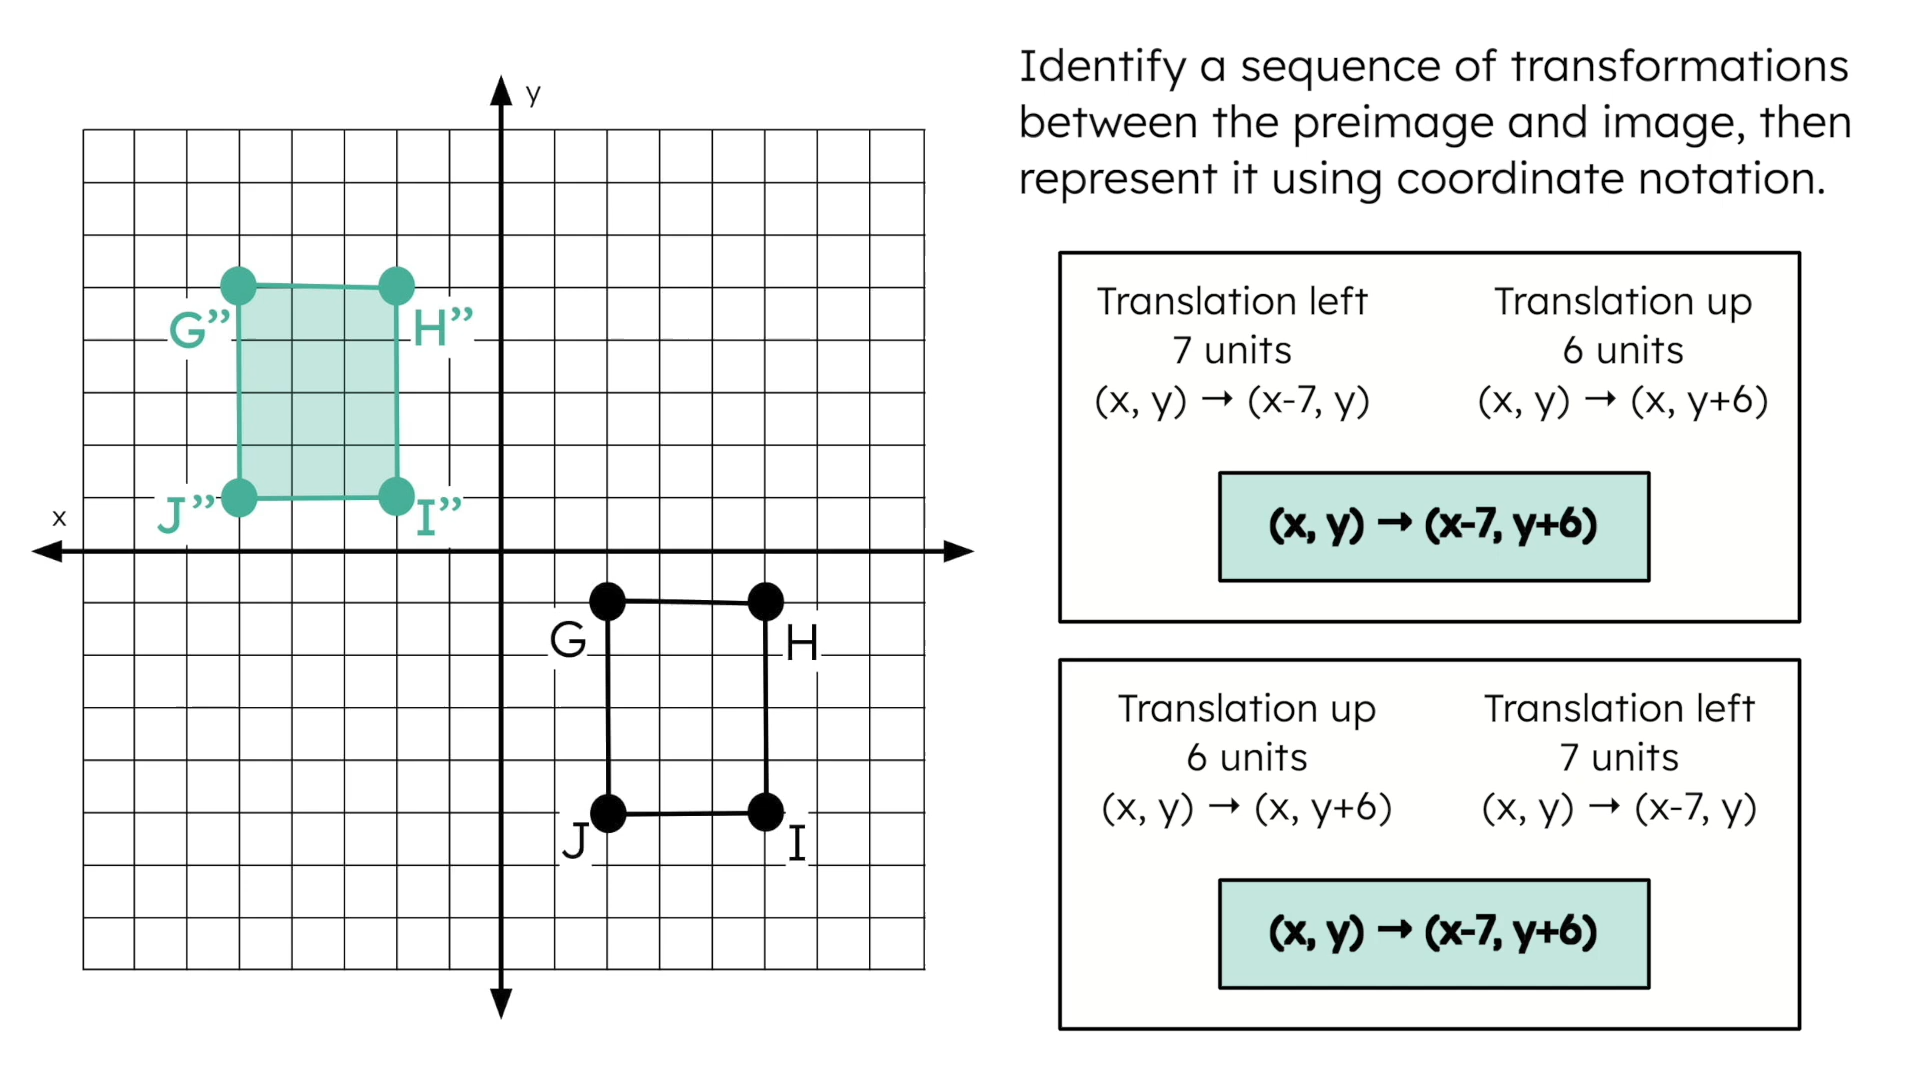 Identify a sequence of transformations
between the preimage and image, then
represent it using coordinate notation.
y
x
G”
H”
J”
I”
G
H
J
I
Translation left
7 units
(x, y) → (x-7, y)
Translation up
6 units
(x, y) → (x, y+6)
(x, y) → (x-7, y+6)
Translation up
6 units
(x, y) → (x, y+6)
Translation left
7 units
(x, y) → (x-7, y)
(x, y) → (x-7, y+6)